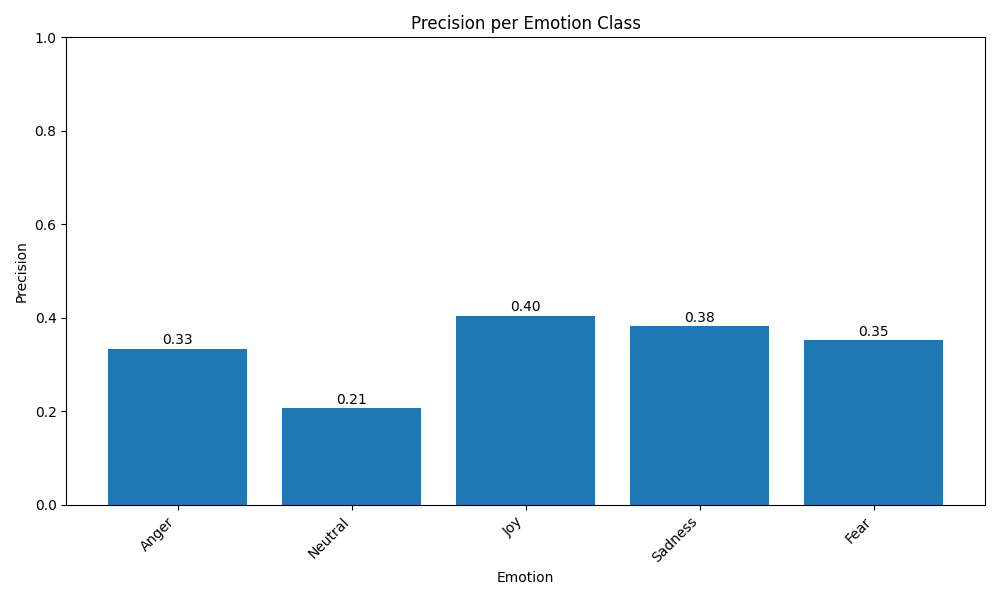 Precision per Emotion Class
Precision
1.0
0.8
0.6
0.4
0.2
0.0
0.33
0.21
0.40
0.38
0.35
Anger
Neutral
Joy
Sadness
Fear
Emotion